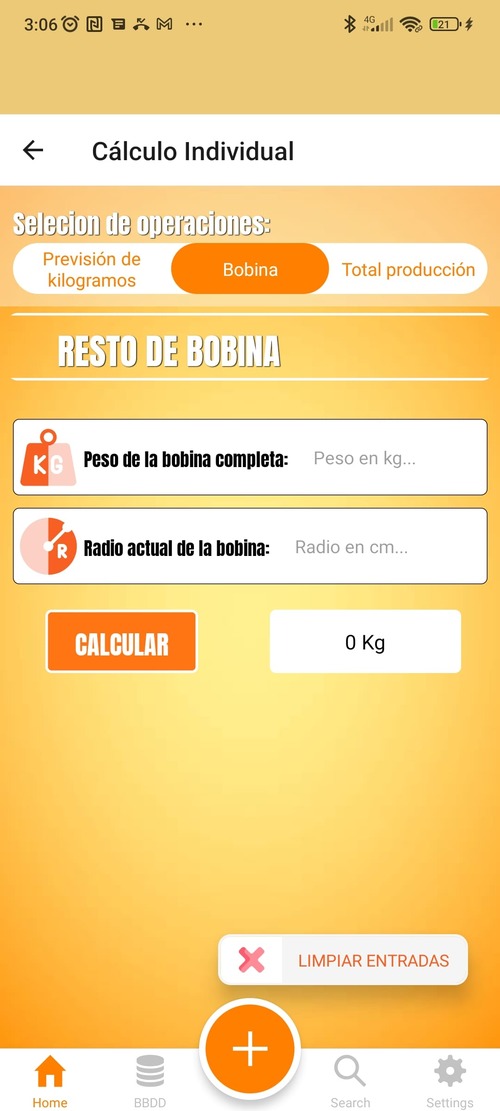 3:06
4G
21
Cálculo Individual
Selecion de operaciones:
Previsión de
kilogramos
Bobina
Total producción
RESTO DE BOBINA
KG
Peso de la bobina completa:
Peso en kg...
R
Radio actual de la bobina:
Radio en cm...
CALCULAR
0 Kg
LIMPIAR ENTRADAS
Home
BBDD
Search
Settings